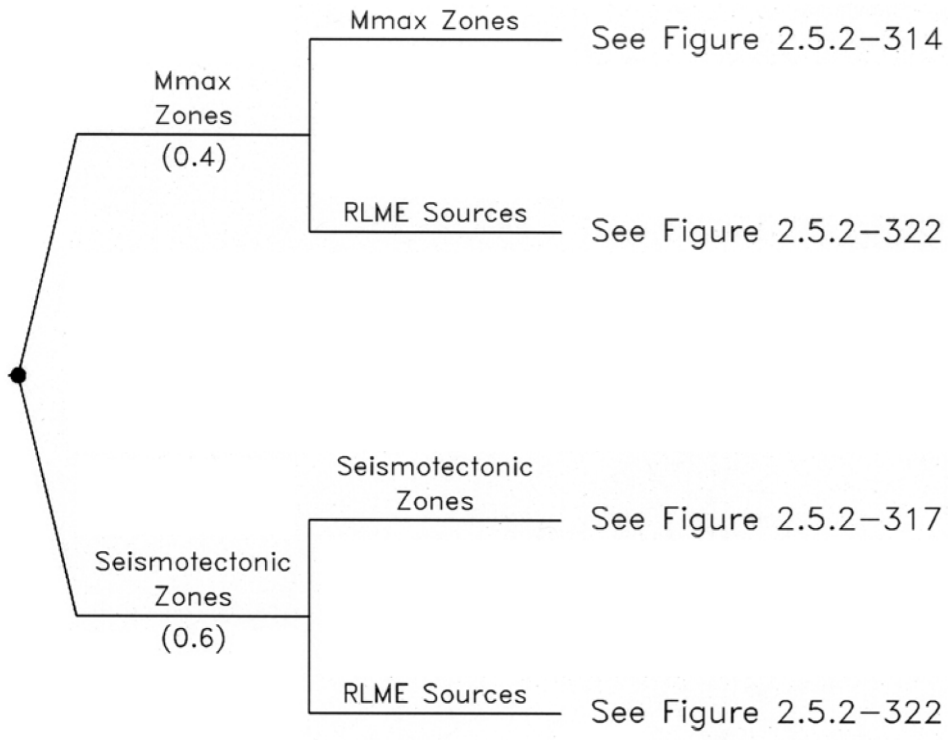 Mmax Zones
See Figure 2.5.2-314
Mmax
Zones
(0.4)
RLME Sources
See Figure 2.5.2-322
Seismotectonic
Zones
See Figure 2.5.2-317
Seismotectonic
Zones
(0.6)
RLME Sources
See Figure 2.5.2-322